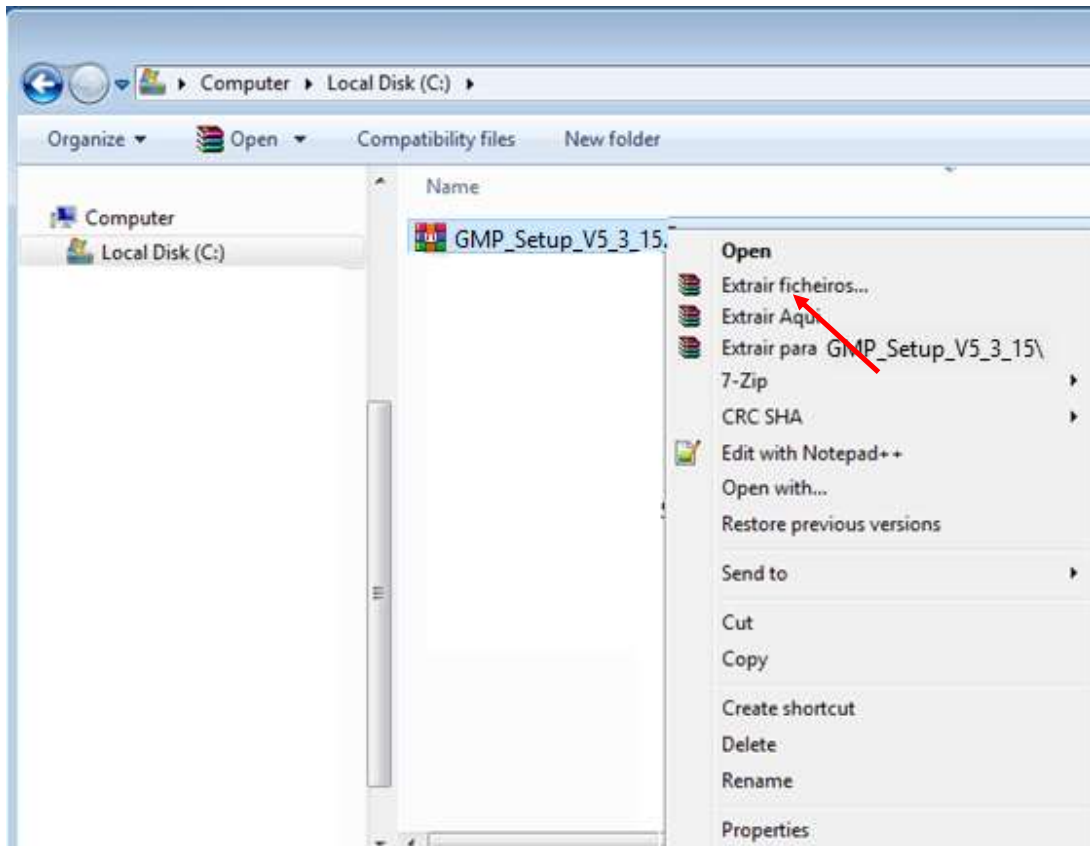 Computer Local Disk (C:)
Organize Open Compatibility files New folder
Name
Computer
Local Disk (C:)
GMP_Setup_V5_3_15.
Open
Extrair ficheiros...
Extrair Aqui
Extrair para GMP_Setup_V5_3_15\
7-Zip
CRC SHA
Edit with Notepad++
Open with...
Restore previous versions
Send to
Cut
Copy
Create shortcut
Delete
Rename
Properties